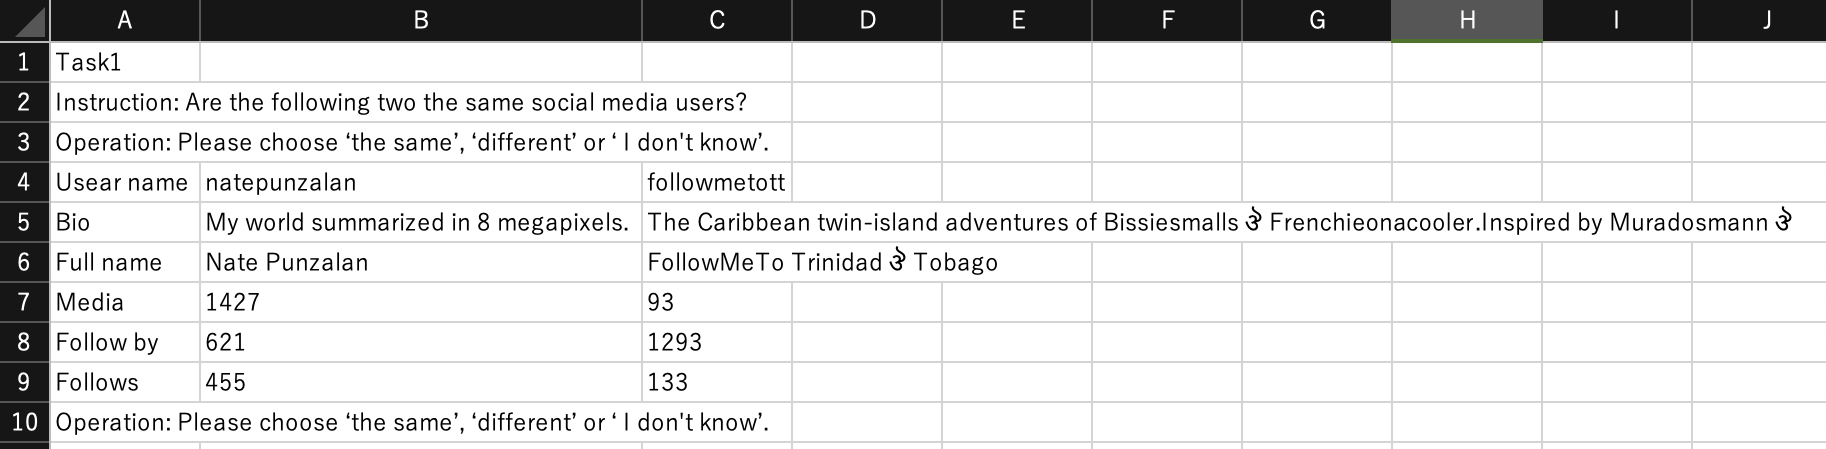 A B C D E F G H I J
1 Task1
2 Instruction: Are the following two the same social media users?
3 Operation: Please choose ‘the same’, ‘different’ or ‘ I don't know’.
4 Usear name natepunzalan followmetott
5 Bio My world summarized in 8 megapixels. The Caribbean twin-island adventures of Bissiesmalls & Frenchieonacooler.Inspired by Muradosmann &
6 Full name Nate Punzalan FollowMeTo Trinidad & Tobago
7 Media 1427 93
8 Follow by 621 1293
9 Follows 455 133
10 Operation: Please choose ‘the same’, ‘different’ or ‘ I don't know’.